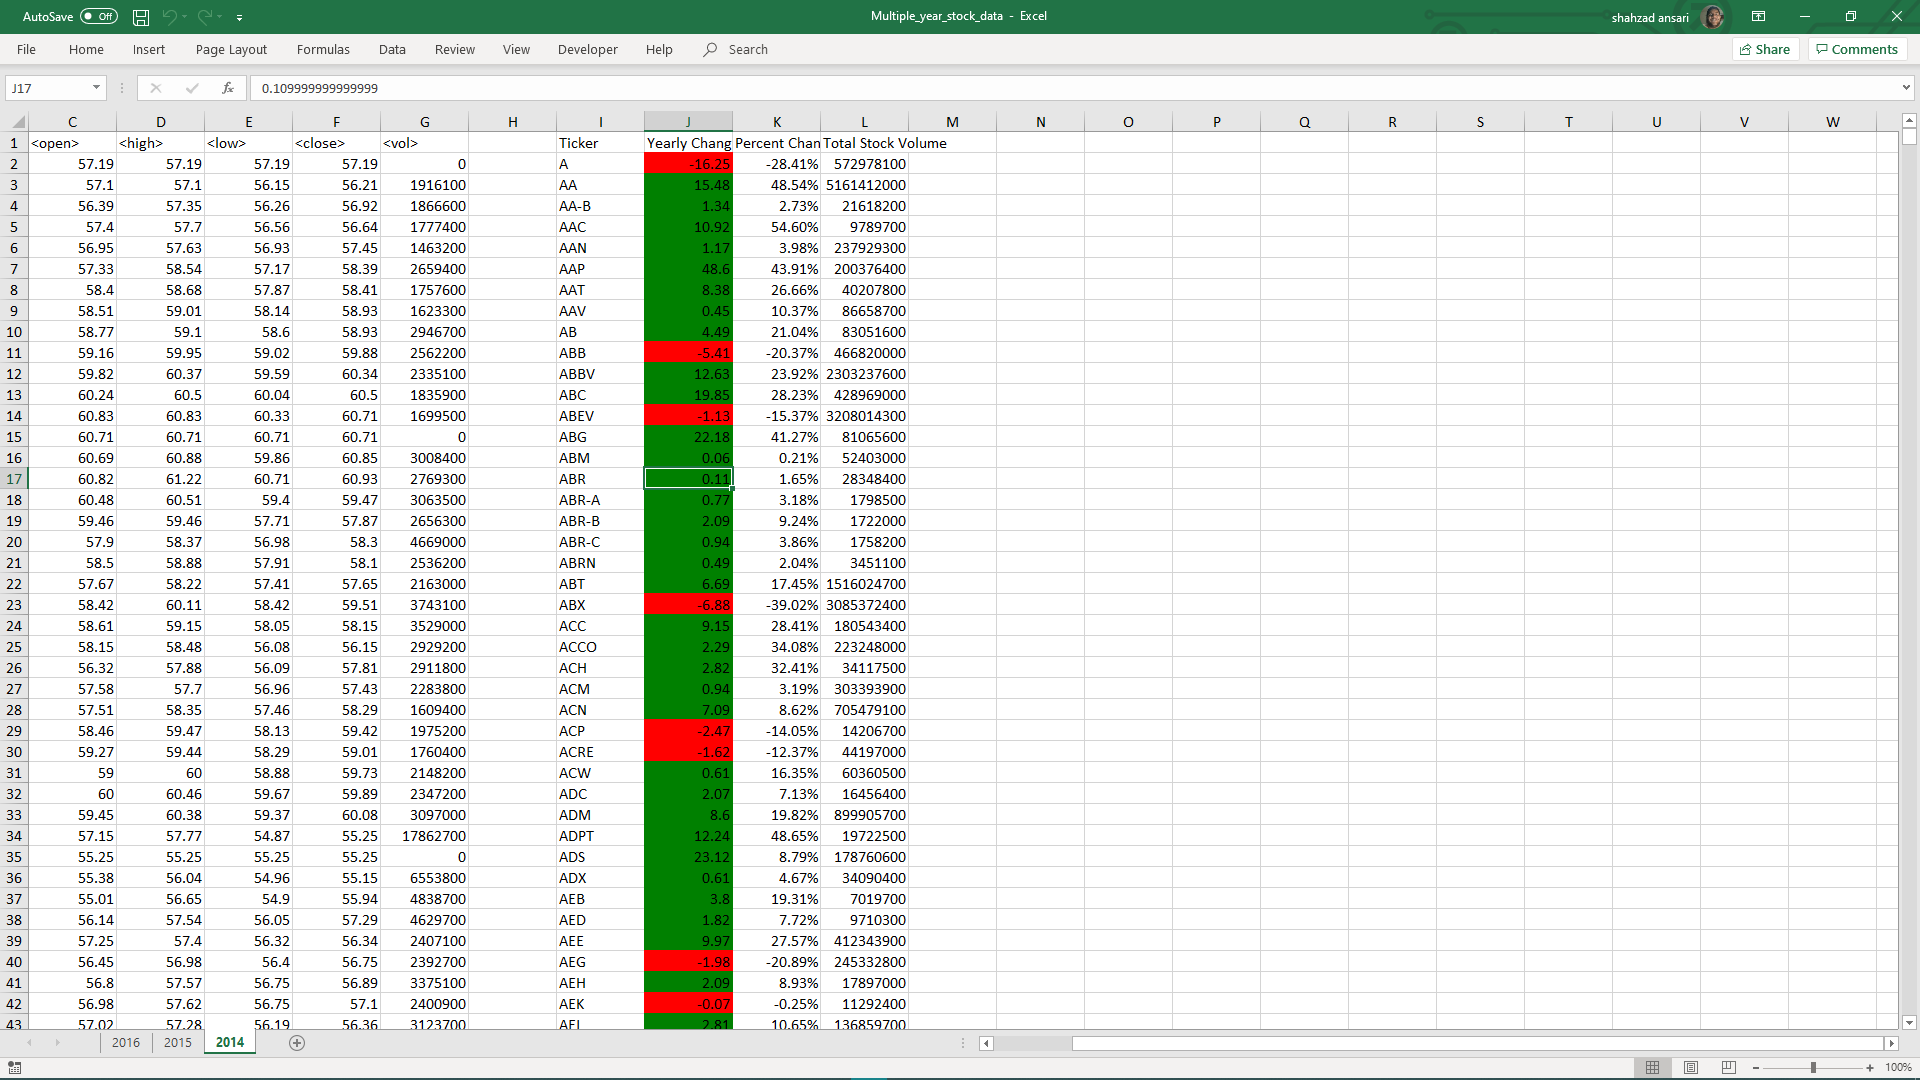 AutoSave Off Multiple_year_stock_data - Excel shahzad ansari
File Home Insert Page Layout Formulas Data Review View Developer Help Search Share Comments
J17 fx 0.109999999999999
C D E F G H I J K L M N O P Q R S T U V W
1 <open> <high> <low> <close> <vol> Ticker Yearly Chang Percent Chan Total Stock Volume
2 57.19 57.19 57.19 57.19 0 A -16.25 -28.41% 572978100
3 57.1 57.1 56.15 56.21 1916100 AA 15.48 48.54% 5161412000
4 56.39 57.35 56.26 56.92 1866600 AA-B 1.34 2.73% 21618200
5 57.4 57.7 56.56 56.64 1777400 AAC 10.92 54.60% 9789700
6 56.95 57.63 56.93 57.45 1463200 AAN 1.17 3.98% 237929300
7 57.33 58.54 57.17 58.39 2659400 AAP 48.6 43.91% 200376400
8 58.4 58.68 57.87 58.41 1757600 AAT 8.38 26.66% 40207800
9 58.51 59.01 58.14 58.93 1623300 AAV 0.45 10.37% 86658700
10 58.77 59.1 58.6 58.93 2946700 AB 4.49 21.04% 83051600
11 59.16 59.95 59.02 59.88 2562200 ABB -5.41 -20.37% 466820000
12 59.82 60.37 59.59 60.34 2335100 ABBV 12.63 23.92% 2303237600
13 60.24 60.5 60.04 60.5 1835900 ABC 19.85 28.23% 428969000
14 60.83 60.83 60.33 60.71 1699500 ABEV -1.13 -15.37% 3208014300
15 60.71 60.71 60.71 60.71 0 ABG 22.18 41.27% 81065600
16 60.69 60.88 59.86 60.85 3008400 ABM 0.06 0.21% 52403000
17 60.82 61.22 60.71 60.93 2769300 ABR 0.11 1.65% 28348400
18 60.48 60.51 59.4 59.47 3063500 ABR-A 0.77 3.18% 1798500
19 59.46 59.46 57.71 57.87 2656300 ABR-B 2.09 9.24% 1722000
20 57.9 58.37 56.98 58.3 4669000 ABR-C 0.94 3.86% 1758200
21 58.5 58.88 57.91 58.1 2536200 ABRN 0.49 2.04% 3451100
22 57.67 58.22 57.41 57.65 2163000 ABT 6.69 17.45% 1516024700
23 58.42 60.11 58.42 59.51 3743100 ABX -6.88 -39.02% 3085372400
24 58.61 59.15 58.05 58.15 3529000 ACC 9.15 28.41% 180543400
25 58.15 58.48 56.08 56.15 2929200 ACCO 2.29 34.08% 223248000
26 56.32 57.88 56.09 57.81 2911800 ACH 2.82 32.41% 34117500
27 57.58 57.7 56.96 57.43 2283800 ACM 0.94 3.19% 303393900
28 57.51 58.35 57.46 58.29 1609400 ACN 7.09 8.62% 705479100
29 58.46 59.47 58.13 59.42 1975200 ACP -2.47 -14.05% 14206700
30 59.27 59.44 58.29 59.01 1760400 ACRE -1.62 -12.37% 44197000
31 59 60 58.88 59.73 2148200 ACW 0.61 16.35% 60360500
32 60 60.46 59.67 59.89 2347200 ADC 2.07 7.13% 16456400
33 59.45 60.38 59.37 60.08 3097000 ADM 8.6 19.82% 899905700
34 57.15 57.77 54.87 55.25 17862700 ADPT 12.24 48.65% 19722500
35 55.25 55.25 55.25 55.25 0 ADS 23.12 8.79% 178760600
36 55.38 56.04 54.96 55.15 6553800 ADX 0.61 4.67% 34090400
37 55.01 56.65 54.9 55.94 4838700 AEB 3.8 19.31% 7019700
38 56.14 57.54 56.05 57.29 4629700 AED 1.82 7.72% 9710300
39 57.25 57.4 56.32 56.34 2407100 AEE 9.97 27.57% 412343900
40 56.45 56.98 56.4 56.75 2392700 AEG -1.98 -20.89% 245332800
41 56.8 57.57 56.75 56.89 3375100 AEH 2.09 8.93% 17897000
42 56.98 57.62 56.75 57.1 2400900 AEK -0.07 -0.25% 11292400
43 57.02 57.28 56.19 56.36 3123700 2.81 10.65% 136859700
2016 2015 2014
100%